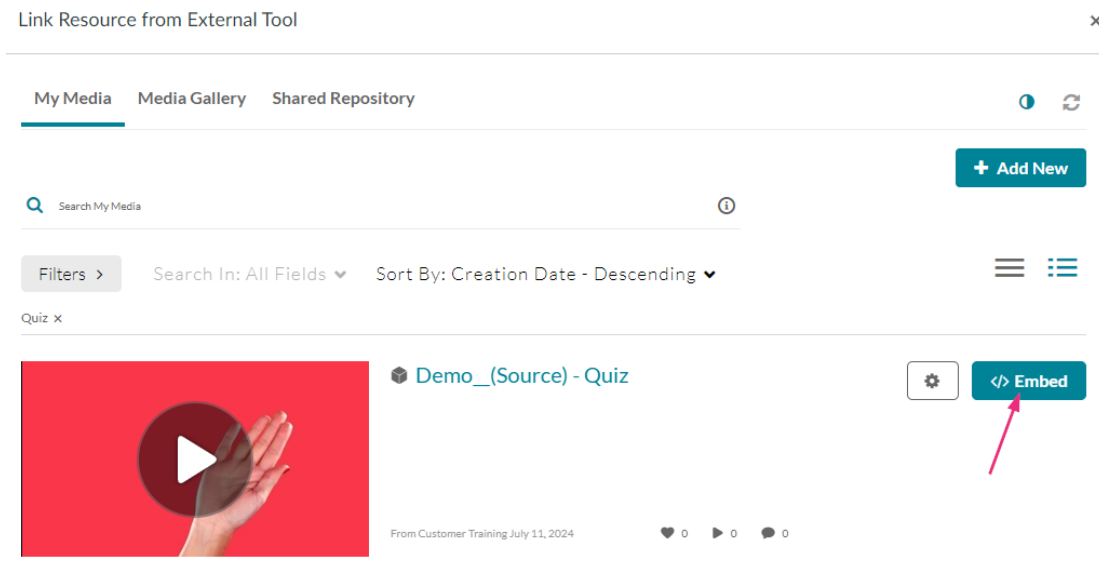 Link Resource from External Tool
×
My Media Media Gallery Shared Repository
+ Add New
Search My Media
Filters > Search In: All Fields Sort By: Creation Date - Descending
Quiz ×
Demo__(Source) - Quiz
</> Embed
From Customer Training July 11, 2024 0 0 0